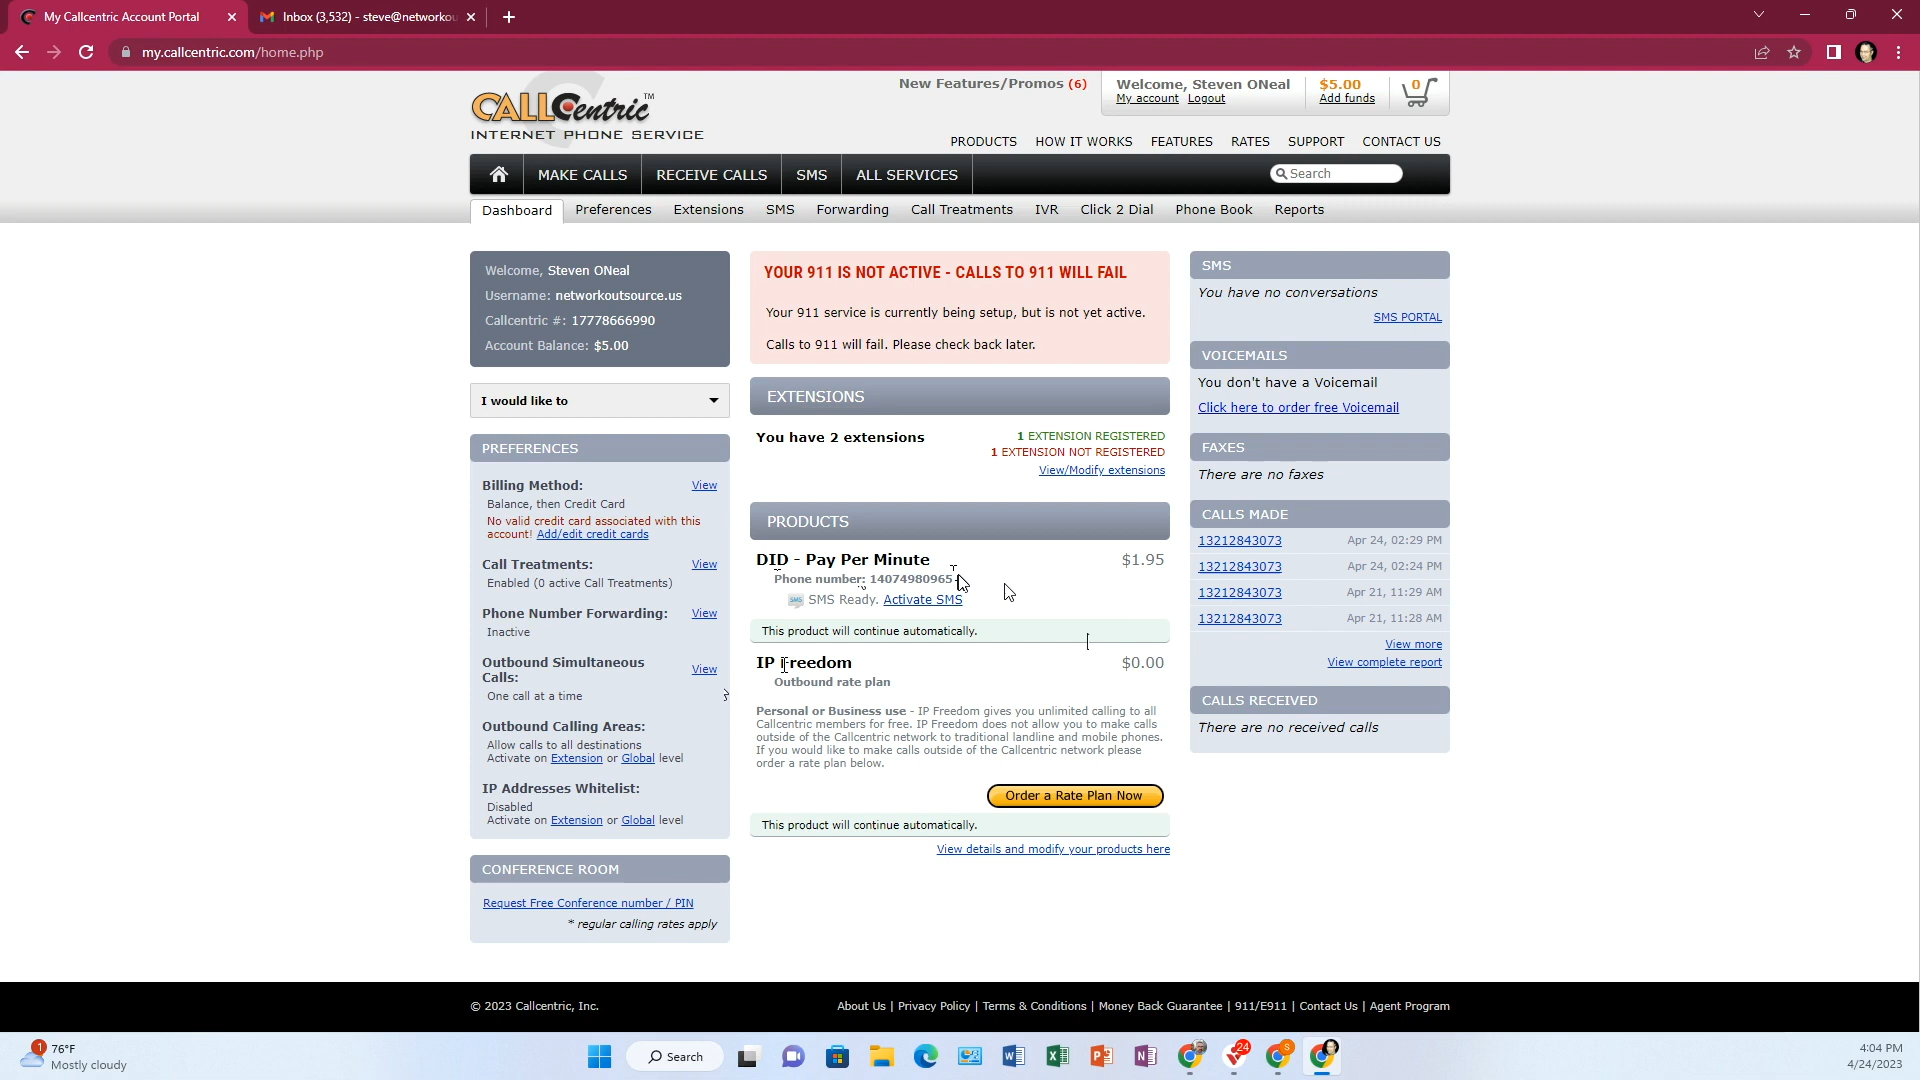 My Callcentric Account Portal
Inbox (3,532) - steve@networkou
my.callcentric.com/home.php
New Features/Promos (6)
Welcome, Steven ONeal
My account Logout
$5.00
Add funds
0
CALLCentric™
INTERNET PHONE SERVICE
PRODUCTS HOW IT WORKS FEATURES RATES SUPPORT CONTACT US
MAKE CALLS RECEIVE CALLS SMS ALL SERVICES
Search
Dashboard Preferences Extensions SMS Forwarding Call Treatments IVR Click 2 Dial Phone Book Reports
Welcome, Steven ONeal
Username: networkoutsource.us
Callcentric #: 17778666990
Account Balance: $5.00
I would like to
PREFERENCES
Billing Method: View
Balance, then Credit Card
No valid credit card associated with this
account! Add/edit credit cards
Call Treatments: View
Enabled (0 active Call Treatments)
Phone Number Forwarding: View
Inactive
Outbound Simultaneous
Calls: View
One call at a time
Outbound Calling Areas:
Allow calls to all destinations
Activate on Extension or Global level
IP Addresses Whitelist:
Disabled
Activate on Extension or Global level
CONFERENCE ROOM
Request Free Conference number / PIN
* regular calling rates apply
YOUR 911 IS NOT ACTIVE - CALLS TO 911 WILL FAIL
Your 911 service is currently being setup, but is not yet active.
Calls to 911 will fail. Please check back later.
EXTENSIONS
You have 2 extensions
1 EXTENSION REGISTERED
1 EXTENSION NOT REGISTERED
View/Modify extensions
PRODUCTS
DID - Pay Per Minute $1.95
Phone number: 14074980965
SMS SMS Ready. Activate SMS
This product will continue automatically.
IP Freedom $0.00
Outbound rate plan
Personal or Business use - IP Freedom gives you unlimited calling to all
Callcentric members for free. IP Freedom does not allow you to make calls
outside of the Callcentric network to traditional landline and mobile phones.
If you would like to make calls outside of the Callcentric network please
order a rate plan below.
Order a Rate Plan Now
This product will continue automatically.
View details and modify your products here
SMS
You have no conversations
SMS PORTAL
VOICEMAILS
You don't have a Voicemail
Click here to order free Voicemail
FAXES
There are no faxes
CALLS MADE
13212843073 Apr 24, 02:29 PM
13212843073 Apr 24, 02:24 PM
13212843073 Apr 21, 11:29 AM
13212843073 Apr 21, 11:28 AM
View more
View complete report
CALLS RECEIVED
There are no received calls
© 2023 Callcentric, Inc.
About Us | Privacy Policy | Terms & Conditions | Money Back Guarantee | 911/E911 | Contact Us | Agent Program
1
76°F
Mostly cloudy
Search
24
S
4:04 PM
4/24/2023